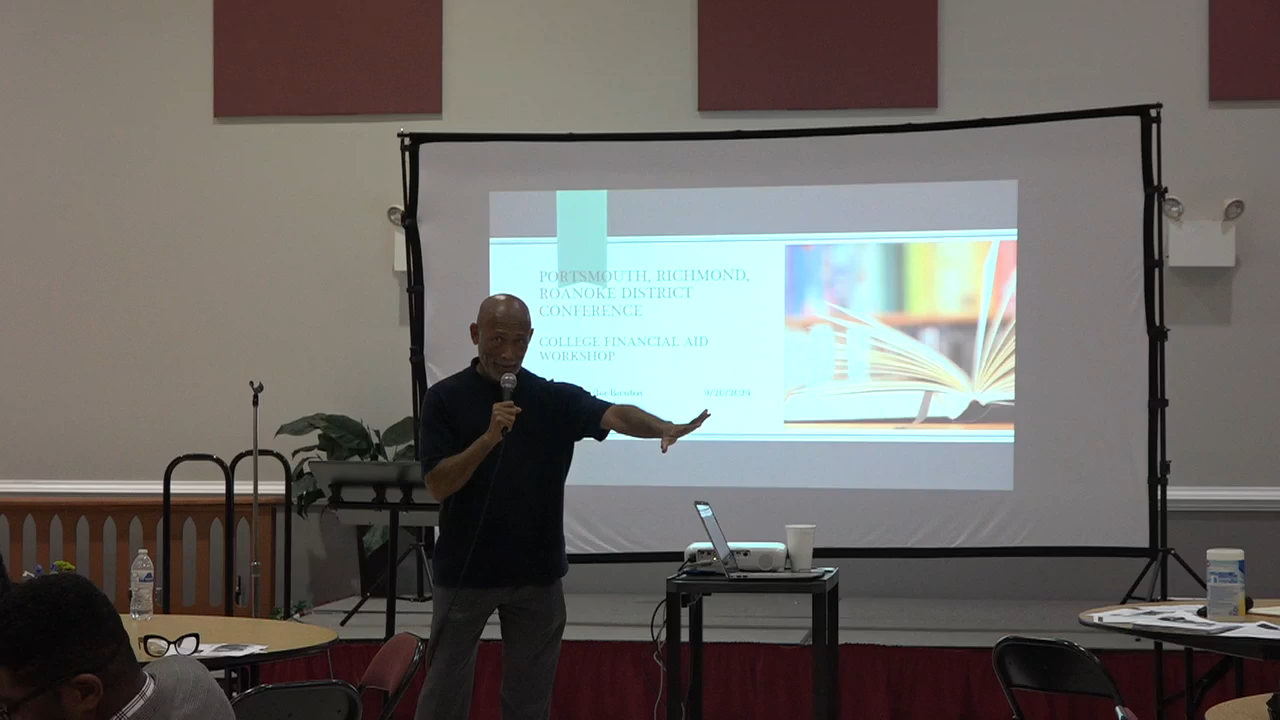 PORTSMOUTH, RICHMOND,
ROANOKE DISTRICT
CONFERENCE
COLLEGE FINANCIAL AID
WORKSHOP